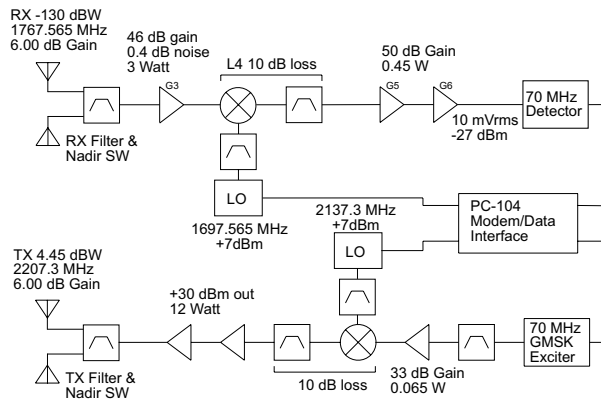 RX -130 dBW
1767.565 MHz
6.00 dB Gain
46 dB gain
0.4 dB noise
3 Watt
L4 10 dB loss
50 dB Gain
0.45 W
G3
G5
G6
10 mVrms
-27 dBm
70 MHz
Detector
RX Filter &
Nadir SW
LO
1697.565 MHz
+7dBm
2137.3 MHz
+7dBm
LO
PC-104
Modem/Data
Interface
TX 4.45 dBW
2207.3 MHz
6.00 dB Gain
+30 dBm out
12 Watt
TX Filter &
Nadir SW
10 dB loss
33 dB Gain
0.065 W
70 MHz
GMSK
Exciter